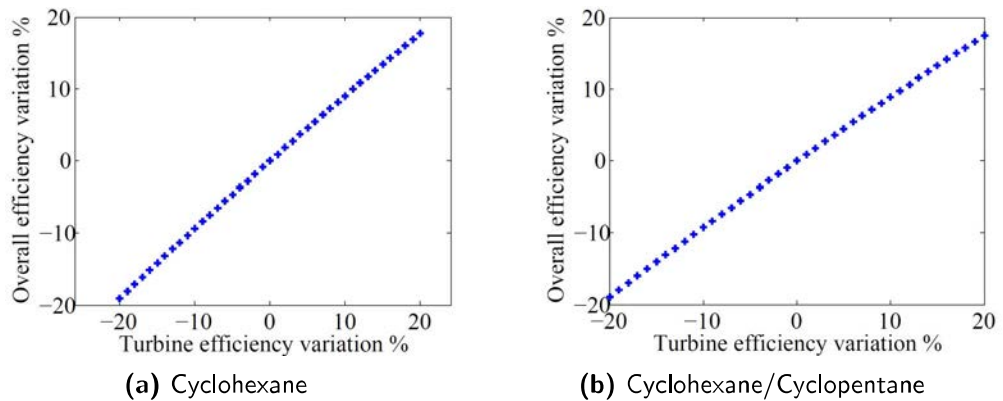 Overall efficiency variation %
20
10
0
−10
−20
−20 −10 0 10 20
Turbine efficiency variation %
(a) Cyclohexane
Overall efficiency variation %
20
10
0
−10
−20
−20 −10 0 10 20
Turbine efficiency variation %
(b) Cyclohexane/Cyclopentane